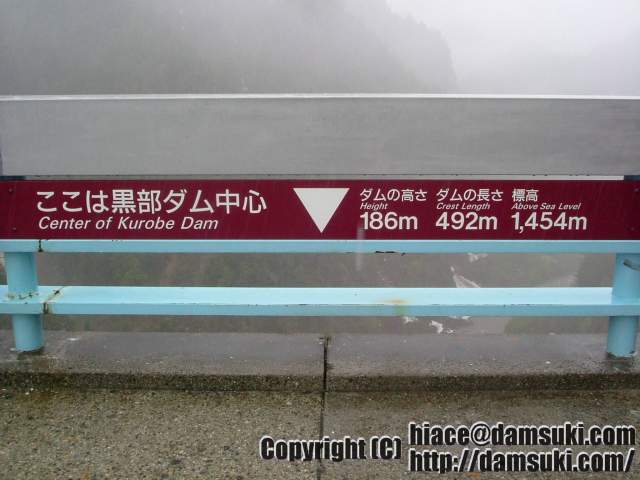 ここは黒部ダム中心
Center of Kurobe Dam
ダムの高さ
Height
186m
ダムの長さ
Crest Length
492m
標高
Above Sea Level
1,454m
Copyright (C) hiace@damsuki.com
http://damsuki.com/